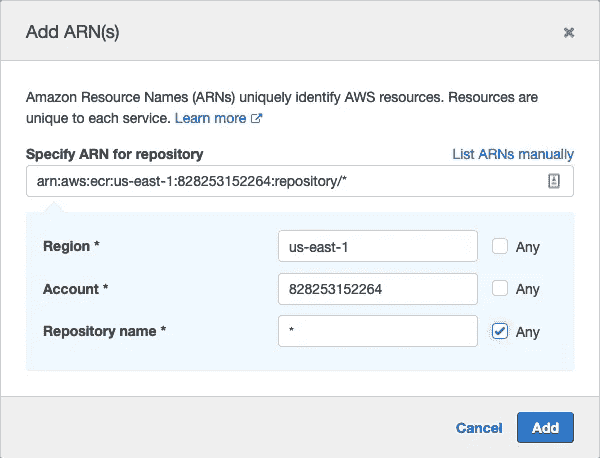 Add ARN(s)
Amazon Resource Names (ARNs) uniquely identify AWS resources. Resources are
unique to each service. Learn more
Specify ARN for repository List ARNs manually
arn:aws:ecr:us-east-1:828253152264:repository/*
Region * us-east-1 Any
Account * 828253152264 Any
Repository name * * Any
Cancel Add